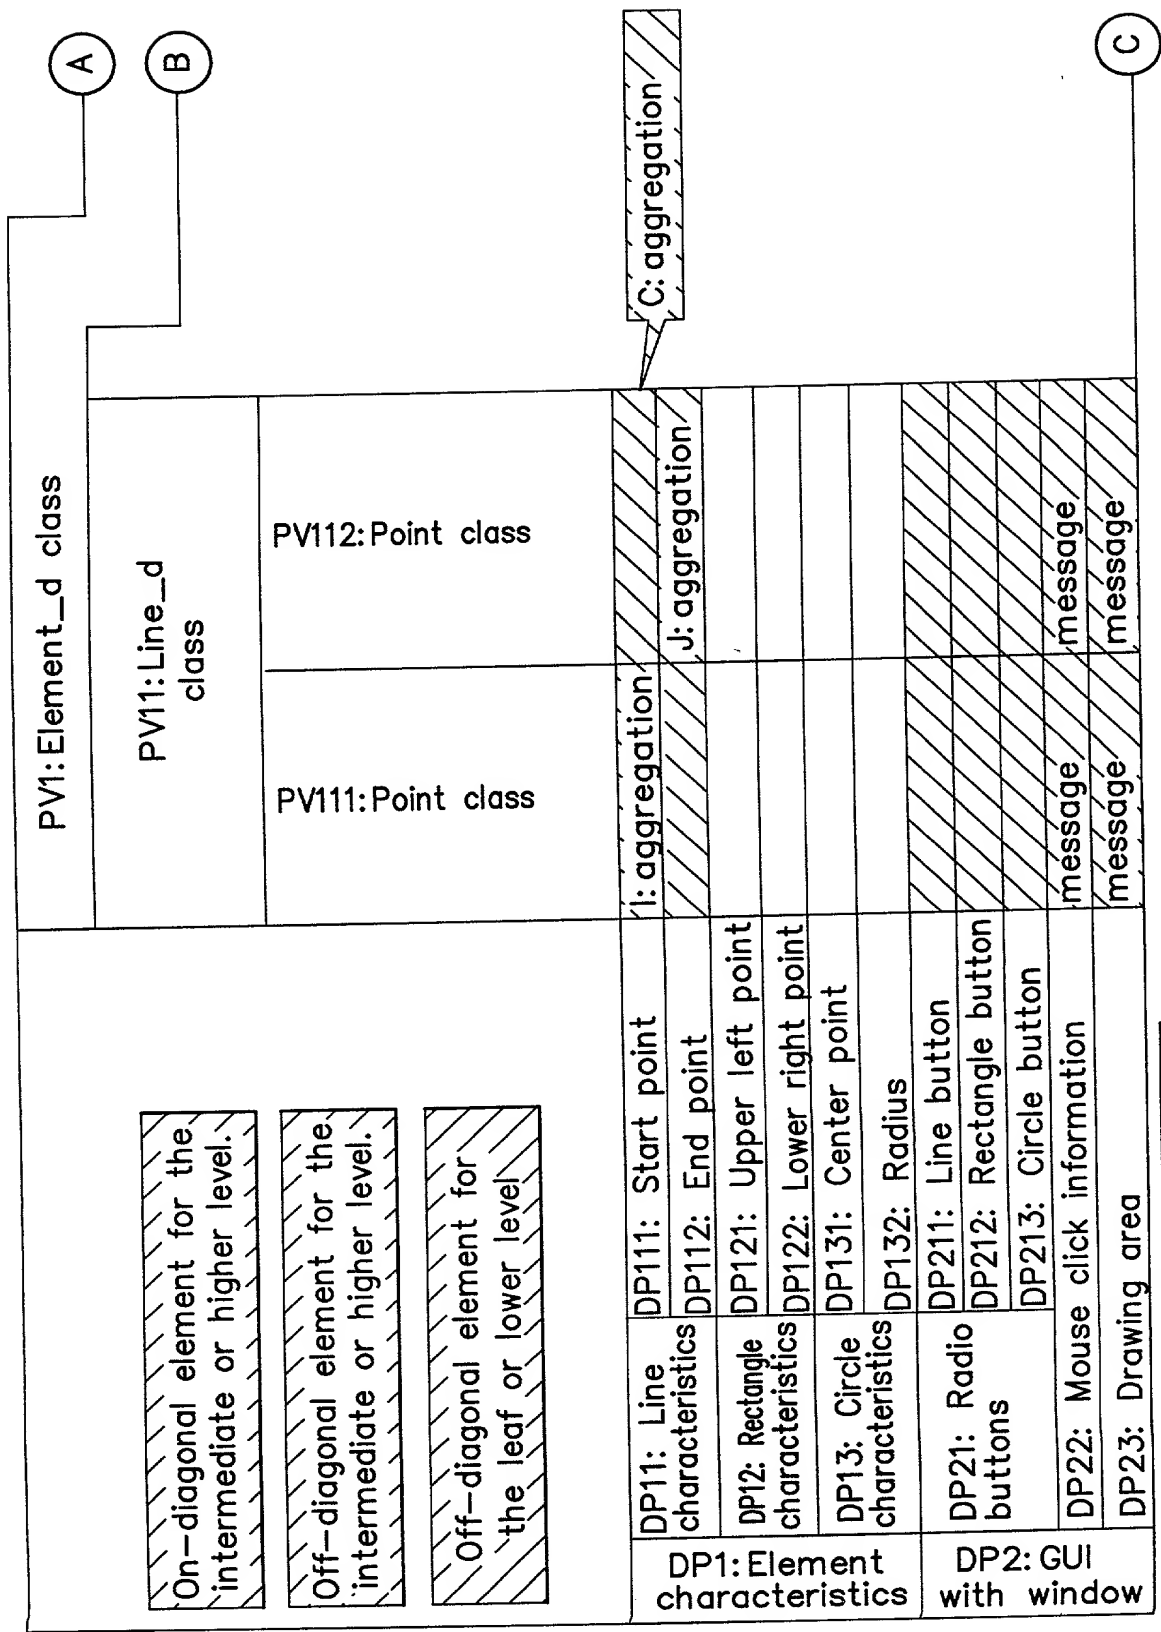 A
B
PV1: Element_d class
PV11: Line_d
class
PV111: Point class
PV112: Point class
On-diagonal element for the
intermediate or higher level.
Off-diagonal element for the
intermediate or higher level.
Off-diagonal element for
the leaf or lower level
C: aggregation
DP1: Element
characteristics
DP11: Line
characteristics
DP111: Start point
I: aggregation
DP112: End point
J: aggregation
DP12: Rectangle
characteristics
DP121: Upper left point
DP122: Lower right point
DP13: Circle
characteristics
DP131: Center point
DP132: Radius
DP2: GUI
with window
DP21: Radio
buttons
DP211: Line button
DP212: Rectangle button
DP213: Circle button
DP22: Mouse click information
message
message
DP23: Drawing area
message
message
C